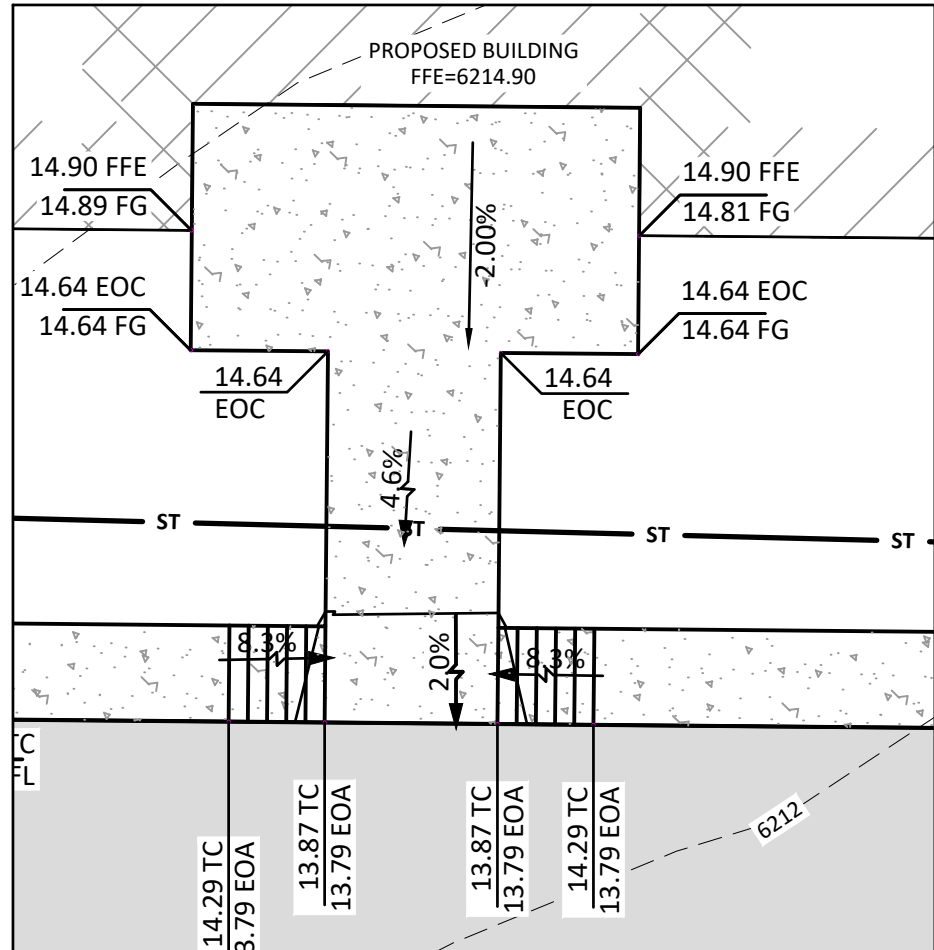 PROPOSED BUILDING
FFE=6214.90
14.90 FFE
14.89 FG
14.90 FFE
14.81 FG
2.00%
14.64 EOC
14.64 FG
14.64 EOC
14.64 FG
14.64
EOC
14.64
EOC
4.6%
ST
ST
ST
ST
8.3%
2.0%
8.3%
TC
FL
14.29 TC
3.79 EOA
13.87 TC
13.79 EOA
13.87 TC
13.79 EOA
14.29 TC
13.79 EOA
6212